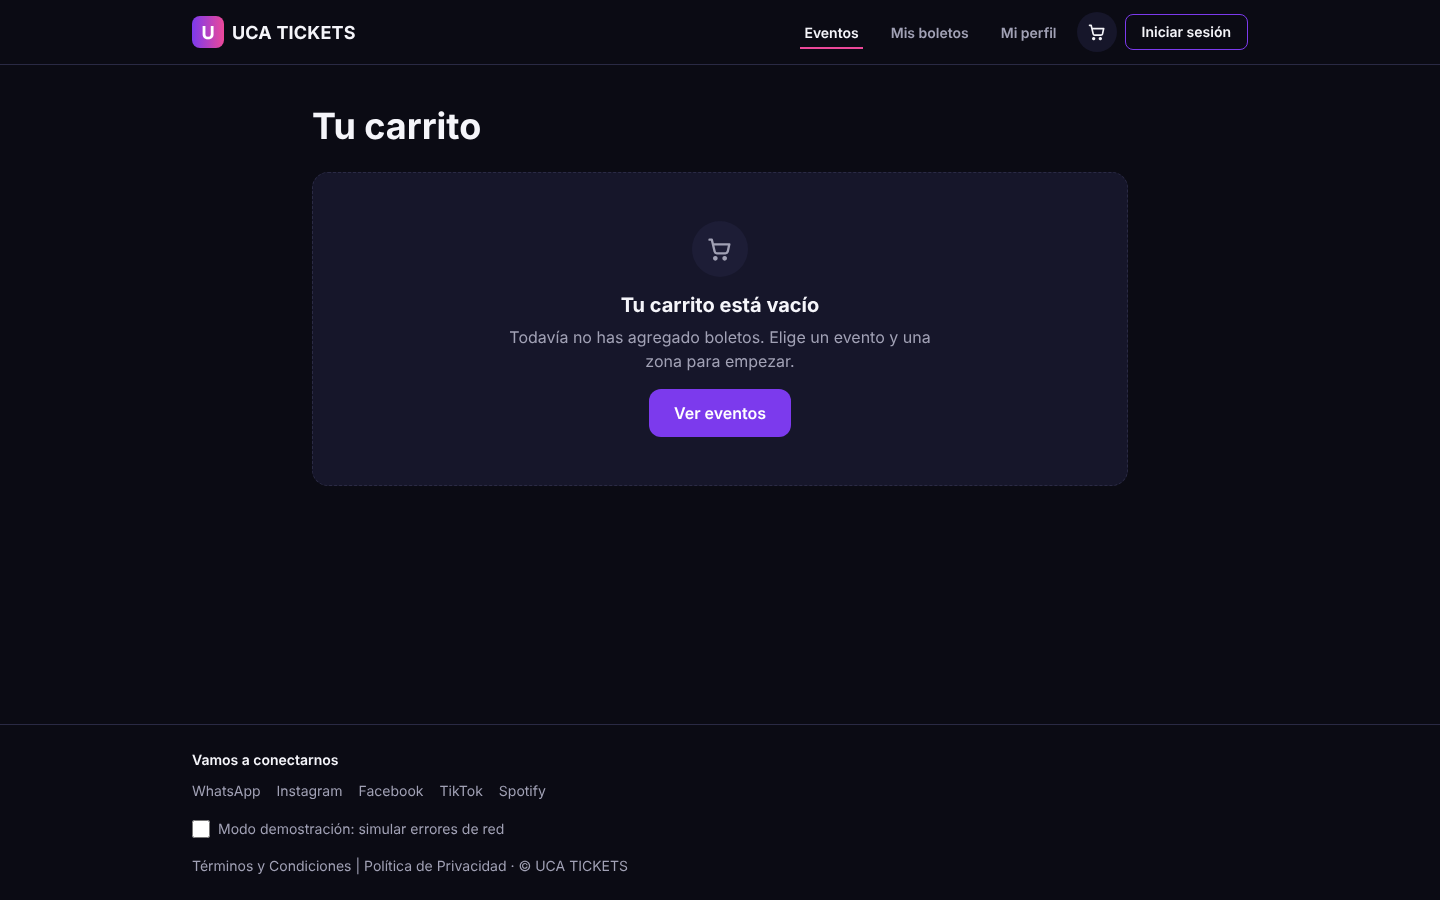 U UCA TICKETS
Eventos
Mis boletos
Mi perfil
Iniciar sesión
Tu carrito
Tu carrito está vacío
Todavía no has agregado boletos. Elige un evento y una
zona para empezar.
Ver eventos
Vamos a conectarnos
WhatsApp Instagram Facebook TikTok Spotify
Modo demostración: simular errores de red
Términos y Condiciones | Política de Privacidad · © UCA TICKETS